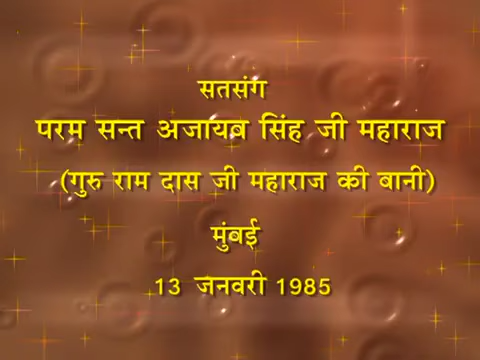 सतसंग
परम सन्त अजायब सिंह जी महाराज
(गुरु राम दास जी महाराज की बानी)
मुंबई
13 जनवरी 1985